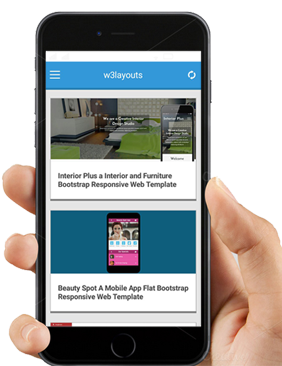 w3layouts
We are a Creative Interior
Design Studio
Interior Plus
Welcome
Interior Plus a Interior and Furniture
Bootstrap Responsive Web Template
Beauty Spot A Mobile App Flat Bootstrap
Responsive Web Template